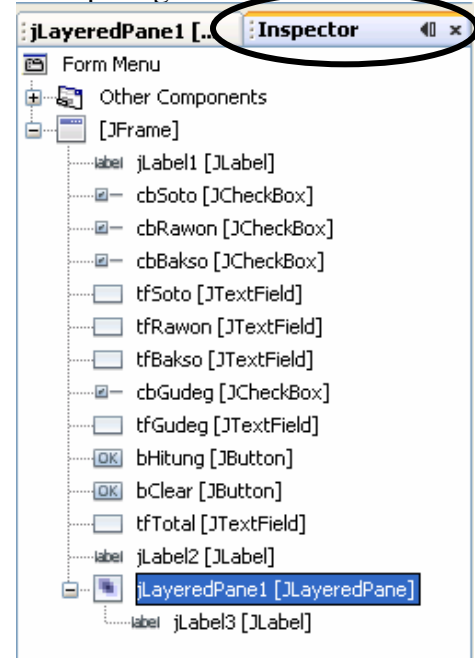 jLayeredPane1 [... Inspector
Form Menu
Other Components
[JFrame]
label jLabel1 [JLabel]
cbSoto [JCheckBox]
cbRawon [JCheckBox]
cbBakso [JCheckBox]
tfSoto [JTextField]
tfRawon [JTextField]
tfBakso [JTextField]
cbGudeg [JCheckBox]
tfGudeg [JTextField]
OK bHitung [JButton]
OK bClear [JButton]
tfTotal [JTextField]
label jLabel2 [JLabel]
jLayeredPane1 [JLayeredPane]
label jLabel3 [JLabel]